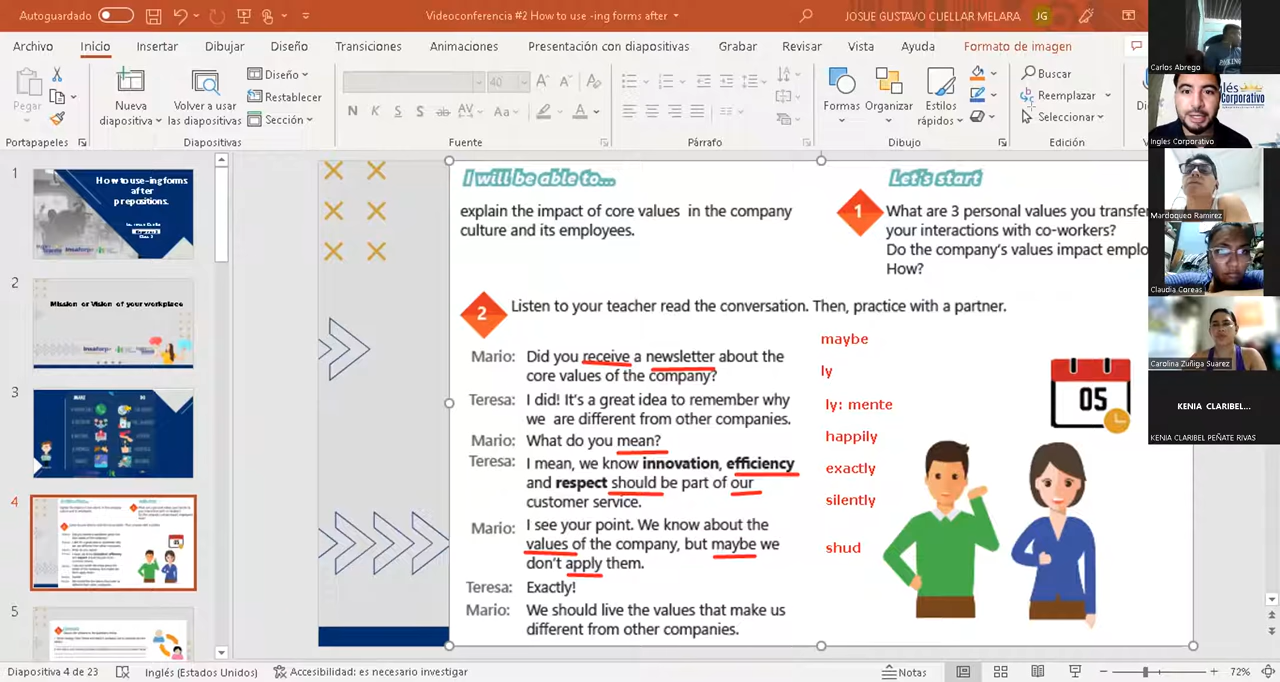 Autoguardado
Videoconferencia #2 How to use -ing forms after
JOSUE GUSTAVO CUELLAR MELARA
JG
Archivo
Inicio
Insertar
Dibujar
Diseño
Transiciones
Animaciones
Presentación con diapositivas
Grabar
Revisar
Vista
Ayuda
Formato de imagen
Pegar
Nueva
diapositiva
Volver a usar
las diapositivas
Diseño
Restablecer
Sección
40
N K S S ab AV Aa A
Formas
Organizar
Estilos
rápidos
Buscar
Reemplazar
Seleccionar
Portapapeles
Diapositivas
Fuente
Párrafo
Dibujo
Edición
1
How to use -ing forms
after
prepositions.
2
Mission or Vision of your workplace
3
4
5
I will be able to...
explain the impact of core values in the company
culture and its employees.
Let's start
1
What are 3 personal values you transfe
your interactions with co-workers?
Do the company's values impact emplo
How?
2
Listen to your teacher read the conversation. Then, practice with a partner.
Mario: Did you receive a newsletter about the
core values of the company?
Teresa: I did! It's a great idea to remember why
we are different from other companies.
Mario: What do you mean?
Teresa: I mean, we know innovation, efficiency
and respect should be part of our
customer service.
Mario: I see your point. We know about the
values of the company, but maybe we
don't apply them.
Teresa: Exactly!
Mario: We should live the values that make us
different from other companies.
maybe
ly
ly: mente
happily
exactly
silently
shud
05
Carlos Abrego
lés
Corporativo
Ingles Corporativo
Mardoqueo Ramirez
Claudia Coreas
Carolina Zuñiga Suarez
KENIA CLARIBEL...
KENIA CLARIBEL PEÑATE RIVAS
Diapositiva 4 de 23
Inglés (Estados Unidos)
Accesibilidad: es necesario investigar
Notas
72%